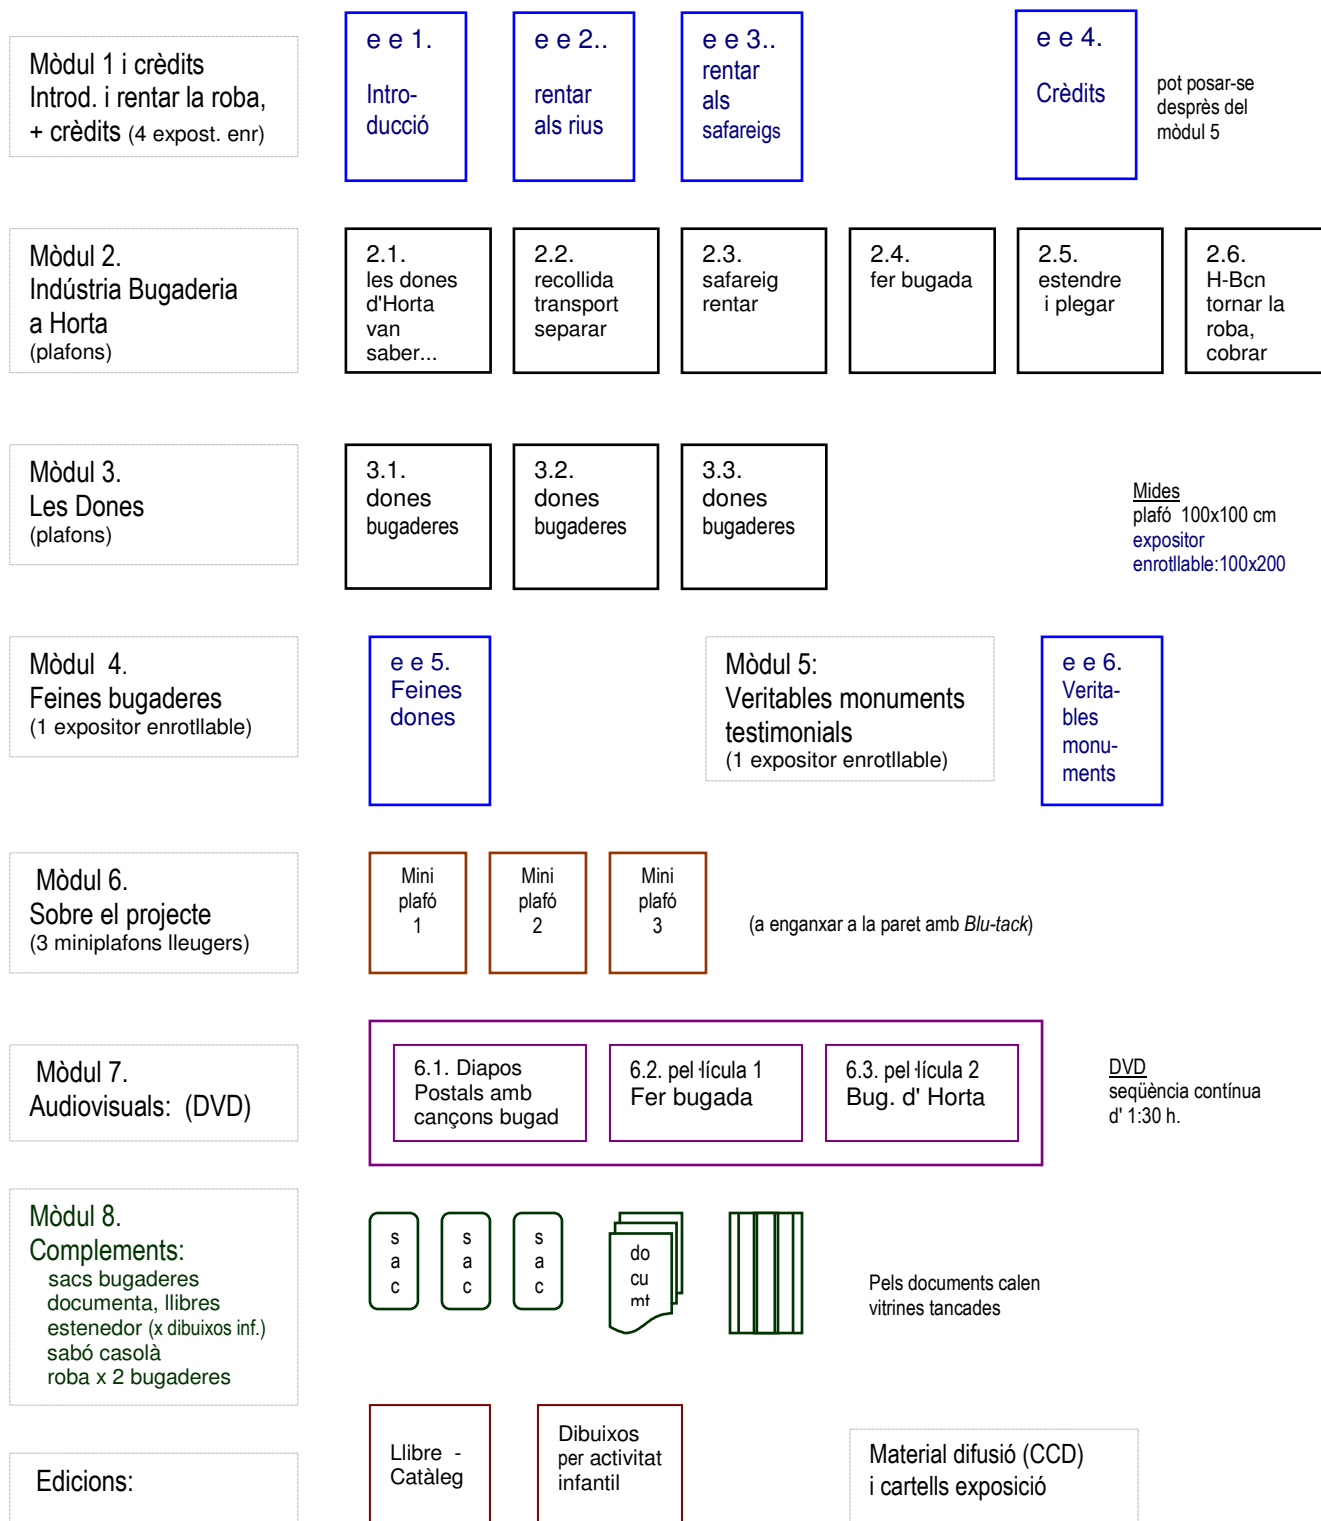 Mòdul 1 i crèdits
Introd. i rentar la roba,
+ crèdits (4 expost. enr)
e e 1.
Intro-
ducció
e e 2..
rentar
als rius
e e 3..
rentar
als
safareigs
e e 4.
Crèdits
pot posar-se
desprès del
mòdul 5
Mòdul 2.
Indústria Bugaderia
a Horta
(plafons)
2.1.
les dones
d'Horta
van
saber...
2.2.
recollida
transport
separar
2.3.
safareig
rentar
2.4.
fer bugada
2.5.
estendre
i plegar
2.6.
H-Bcn
tornar la
roba,
cobrar
Mòdul 3.
Les Dones
(plafons)
3.1.
dones
bugaderes
3.2.
dones
bugaderes
3.3.
dones
bugaderes
Mides
plafó 100x100 cm
expositor
enrotllable:100x200
Mòdul 4.
Feines bugaderes
(1 expositor enrotllable)
e e 5.
Feines
dones
Mòdul 5:
Veritables monuments
testimonials
(1 expositor enrotllable)
e e 6.
Verita-
bles
monu-
ments
Mòdul 6.
Sobre el projecte
(3 miniplafons lleugers)
Mini
plafó
1
Mini
plafó
2
Mini
plafó
3
(a enganxar a la paret amb Blu-tack)
Mòdul 7.
Audiovisuals: (DVD)
6.1. Diapos
Postals amb
cançons bugad
6.2. pel·lícula 1
Fer bugada
6.3. pel·lícula 2
Bug. d' Horta
DVD
seqüència contínua
d' 1:30 h.
Mòdul 8.
Complements:
sacs bugaderes
documenta, llibres
estenedor (x dibuixos inf.)
sabó casolà
roba x 2 bugaderes
s
a
c
s
a
c
s
a
c
do
cu
mt
Pels documents calen
vitrines tancades
Edicions:
Llibre -
Catàleg
Dibuixos
per activitat
infantil
Material difusió (CCD)
i cartells exposició